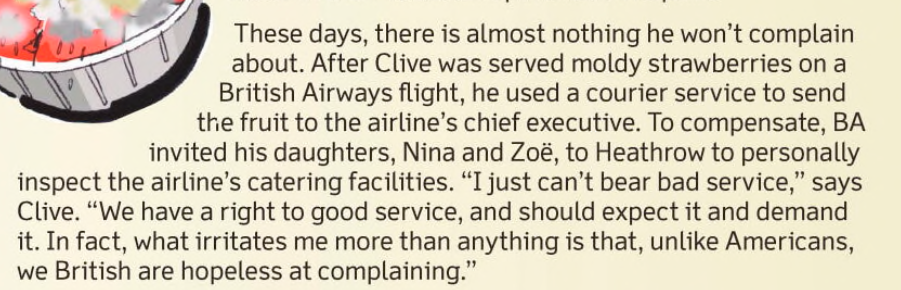 These days, there is almost nothing he won't complain
about. After Clive was served moldy strawberries on a
British Airways flight, he used a courier service to send
the fruit to the airline's chief executive. To compensate, BA
invited his daughters, Nina and Zoë, to Heathrow to personally
inspect the airline's catering facilities. "I just can't bear bad service," says
Clive. "We have a right to good service, and should expect it and demand
it. In fact, what irritates me more than anything is that, unlike Americans,
we British are hopeless at complaining."